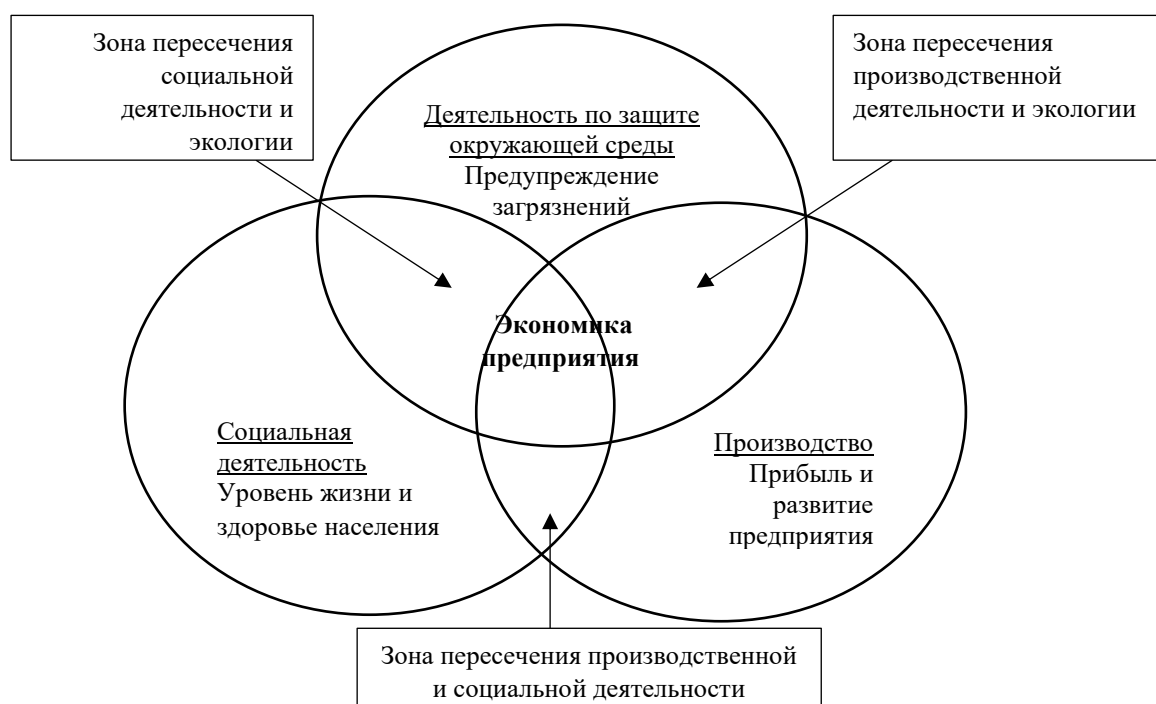 Зона пересечения
социальной
деятельности и
экологии
Зона пересечения
производственной
деятельности и экологии
Деятельность по защите
окружающей среды
Предупреждение
загрязнений
Экономика
предприятия
Социальная
деятельность
Уровень жизни и
здоровье населения
Производство
Прибыль и
развитие
предприятия
Зона пересечения производственной
и социальной деятельности